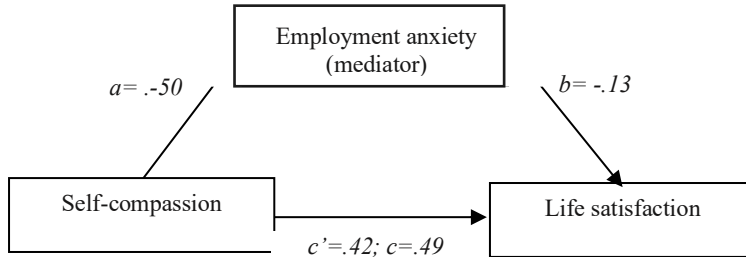 Employment anxiety
(mediator)
a= .-50
b= -.13
Self-compassion
Life satisfaction
c’=.42; c=.49